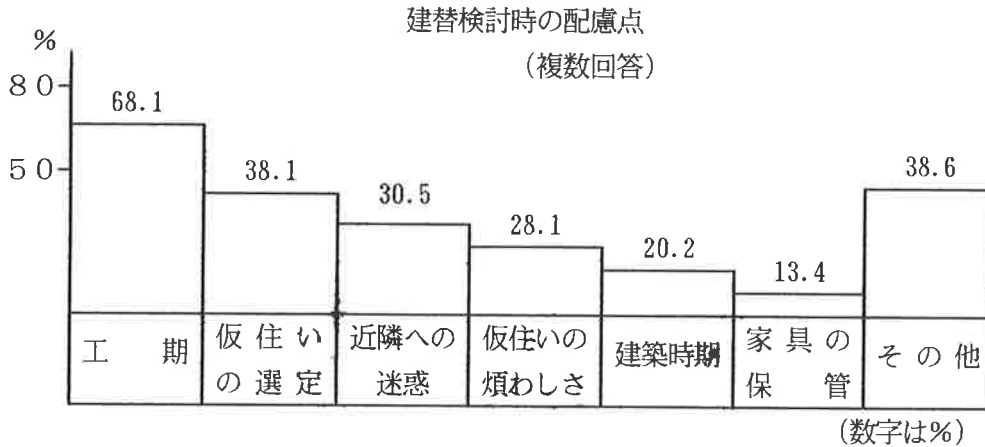 建替検討時の配慮点
(複数回答)
%
80
50
68.1
38.1
30.5
28.1
20.2
13.4
38.6
工期
仮住い
の選定
近隣への
迷惑
仮住いの
煩わしさ
建築時期
家具の
保管
その他
(数字は%)